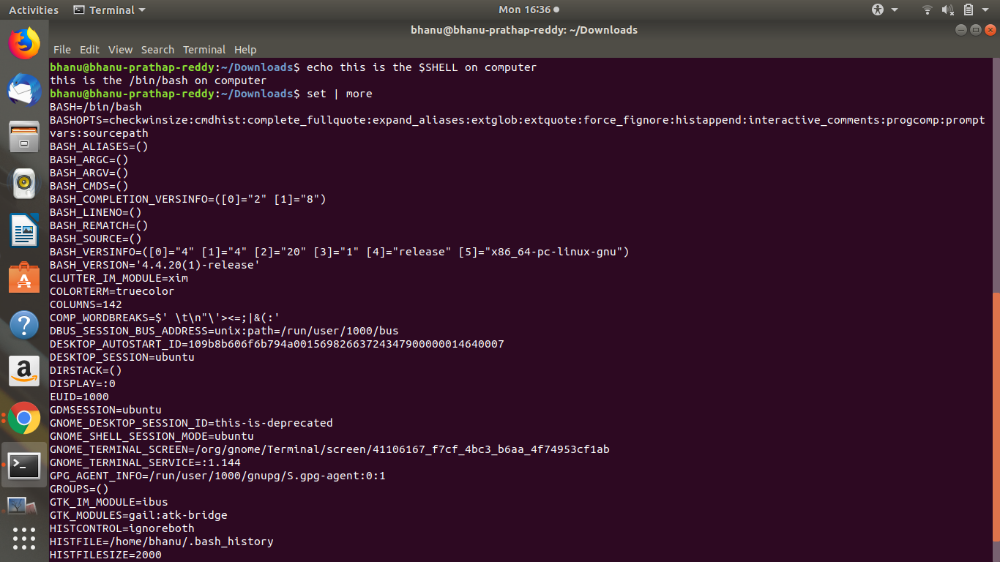 Activities Terminal Mon 16:36
bhanu@bhanu-prathap-reddy: ~/Downloads
File Edit View Search Terminal Help
bhanu@bhanu-prathap-reddy:~/Downloads$ echo this is the $SHELL on computer
this is the /bin/bash on computer
bhanu@bhanu-prathap-reddy:~/Downloads$ set | more
BASH=/bin/bash
BASHOPTS=checkwinsize:cmdhist:complete_fullquote:expand_aliases:extglob:extquote:force_fignore:histappend:interactive_comments:progcomp:prompt
vars:sourcepath
BASH_ALIASES=()
BASH_ARGC=()
BASH_ARGV=()
BASH_CMDS=()
BASH_COMPLETION_VERSINFO=([0]="2" [1]="8")
BASH_LINENO=()
BASH_REMATCH=()
BASH_SOURCE=()
BASH_VERSINFO=([0]="4" [1]="4" [2]="20" [3]="1" [4]="release" [5]="x86_64-pc-linux-gnu")
BASH_VERSION='4.4.20(1)-release'
CLUTTER_IM_MODULE=xim
COLORTERM=truecolor
COLUMNS=142
COMP_WORDBREAKS=$' \t\n"\'><=;|&(:'
DBUS_SESSION_BUS_ADDRESS=unix:path=/run/user/1000/bus
DESKTOP_AUTOSTART_ID=109b8b606f6b794a00156982663724347900000014640007
DESKTOP_SESSION=ubuntu
DIRSTACK=()
DISPLAY=:0
EUID=1000
GDMSESSION=ubuntu
GNOME_DESKTOP_SESSION_ID=this-is-deprecated
GNOME_SHELL_SESSION_MODE=ubuntu
GNOME_TERMINAL_SCREEN=/org/gnome/Terminal/screen/41106167_f7cf_4bc3_b6aa_4f74953cf1ab
GNOME_TERMINAL_SERVICE=:1.144
GPG_AGENT_INFO=/run/user/1000/gnupg/S.gpg-agent:0:1
GROUPS=()
GTK_IM_MODULE=ibus
GTK_MODULES=gail:atk-bridge
HISTCONTROL=ignoreboth
HISTFILE=/home/bhanu/.bash_history
HISTFILESIZE=2000